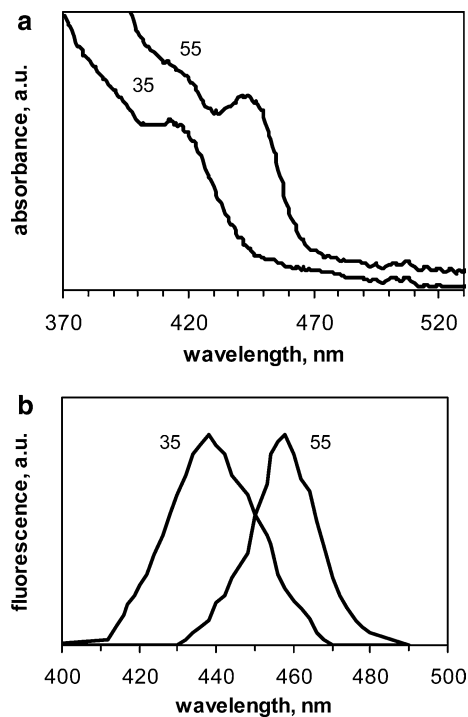 a
absorbance, a.u.
55
35
370 420 470 520
wavelength, nm
b
fluorescence, a.u.
35 55
400 420 440 460 480 500
wavelength, nm